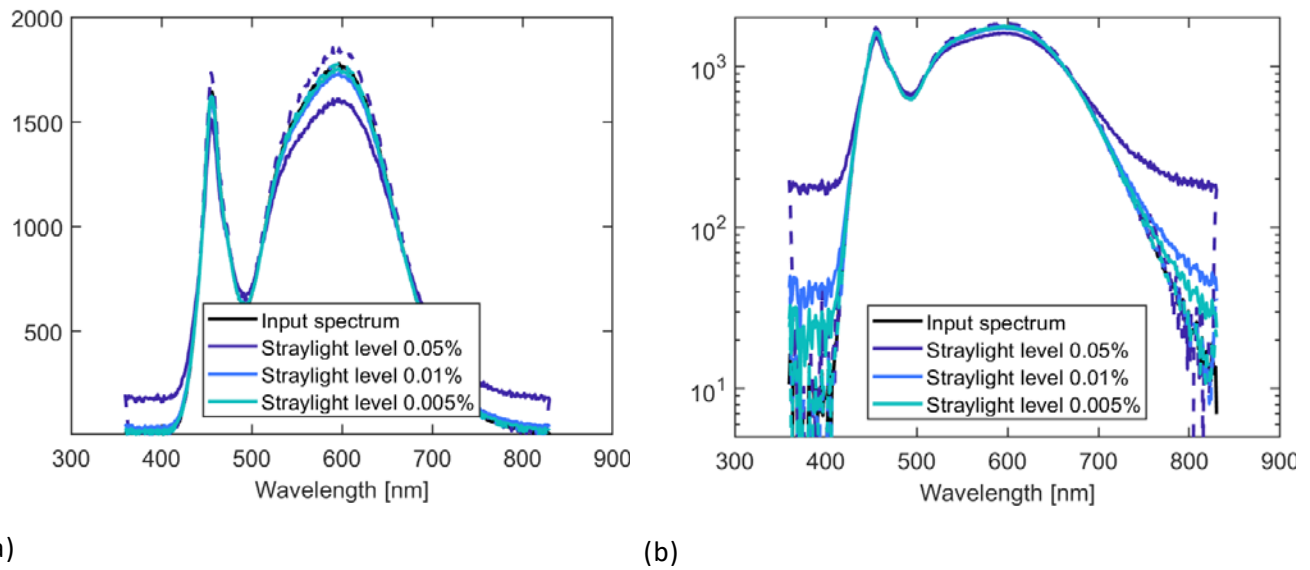 2000
1500
1000
500
300 400 500 600 700 800 900
Wavelength [nm]
Input spectrum
Straylight level 0.05%
Straylight level 0.01%
Straylight level 0.005%
10³
10²
10¹
300 400 500 600 700 800 900
Wavelength [nm]
Input spectrum
Straylight level 0.05%
Straylight level 0.01%
Straylight level 0.005%
(b)